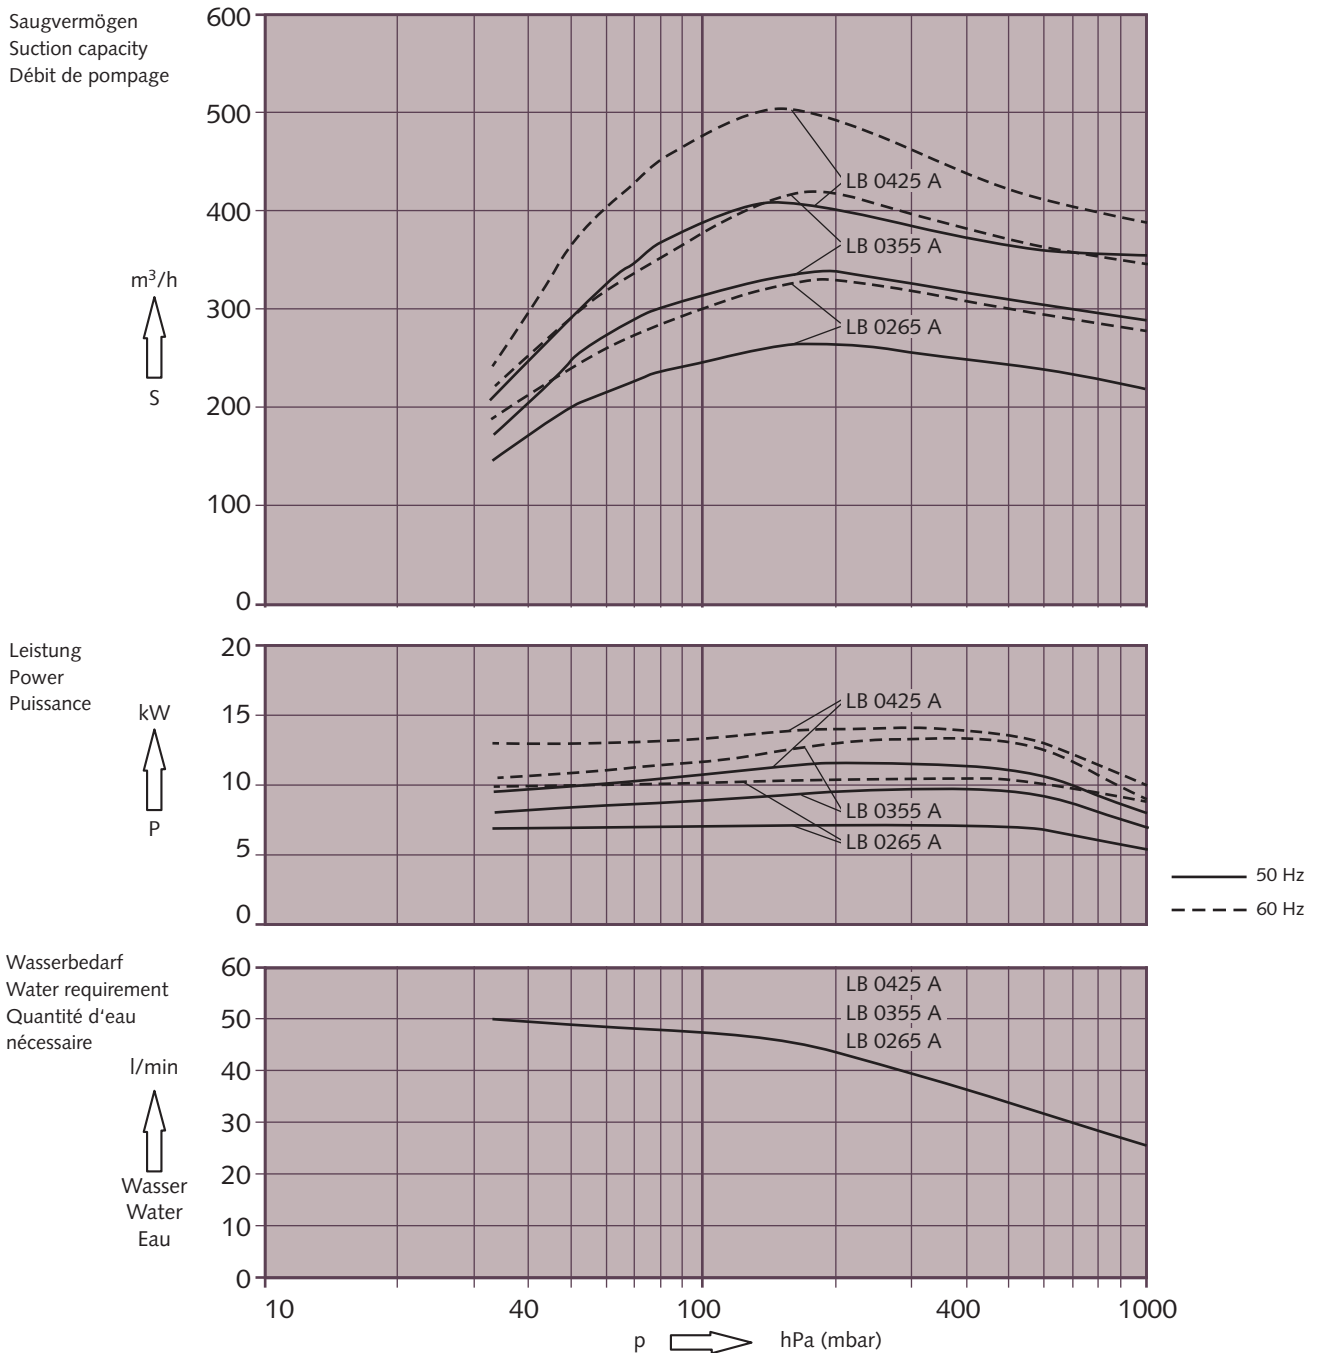 Saugvermögen
Suction capacity
Débit de pompage
600
500
400
300
200
100
0
m³/h
S
LB 0425 A
LB 0355 A
LB 0265 A
Leistung
Power
Puissance
kW
P
20
15
10
5
0
LB 0425 A
LB 0355 A
LB 0265 A
50 Hz
60 Hz
Wasserbedarf
Water requirement
Quantité d‘eau
nécessaire
l/min
Wasser
Water
Eau
60
50
40
30
20
10
0
LB 0425 A
LB 0355 A
LB 0265 A
10 40 100 400 1000
p hPa (mbar)